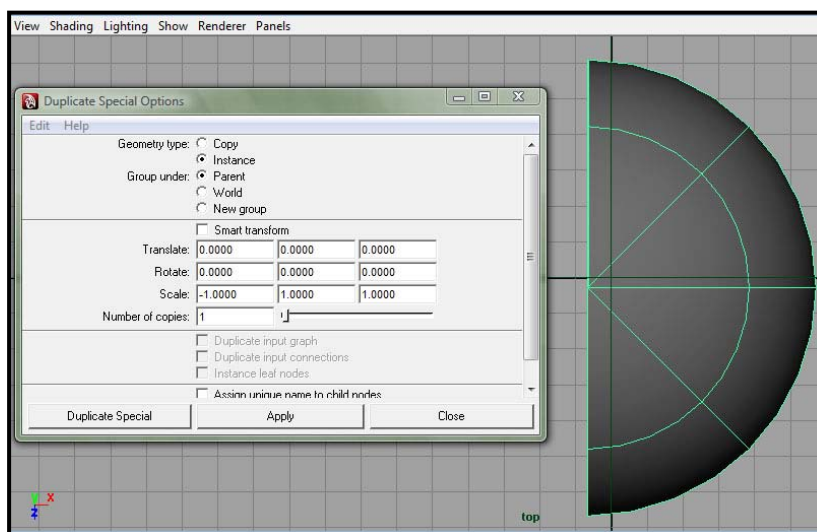 View Shading Lighting Show Renderer Panels
Duplicate Special Options
Edit Help
Geometry type: Copy
Instance
Group under: Parent
World
New group
Smart transform
Translate: 0.0000 0.0000 0.0000
Rotate: 0.0000 0.0000 0.0000
Scale: -1.0000 1.0000 1.0000
Number of copies: 1
Duplicate input graph
Duplicate input connections
Instance leaf nodes
Assign unique name to child nodes
Duplicate Special Apply Close
y x
z
top